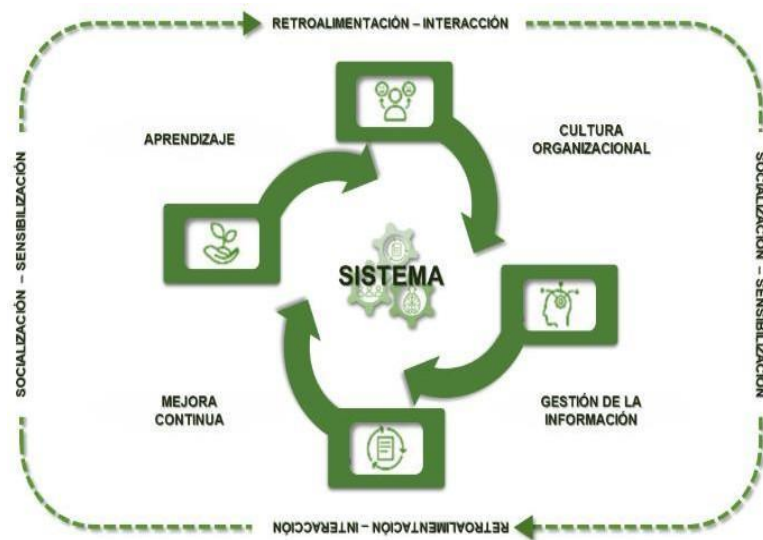 RETROALIMENTACIÓN – INTERACCIÓN
APRENDIZAJE
CULTURA
ORGANIZACIONAL
SOCIALIZACIÓN – SENSIBILIZACIÓN
SOCIALIZACIÓN – SENSIBILIZACIÓN
SISTEMA
MEJORA
CONTINUA
GESTIÓN DE LA
INFORMACIÓN
RETROALIMENTACIÓN – INTERACCIÓN